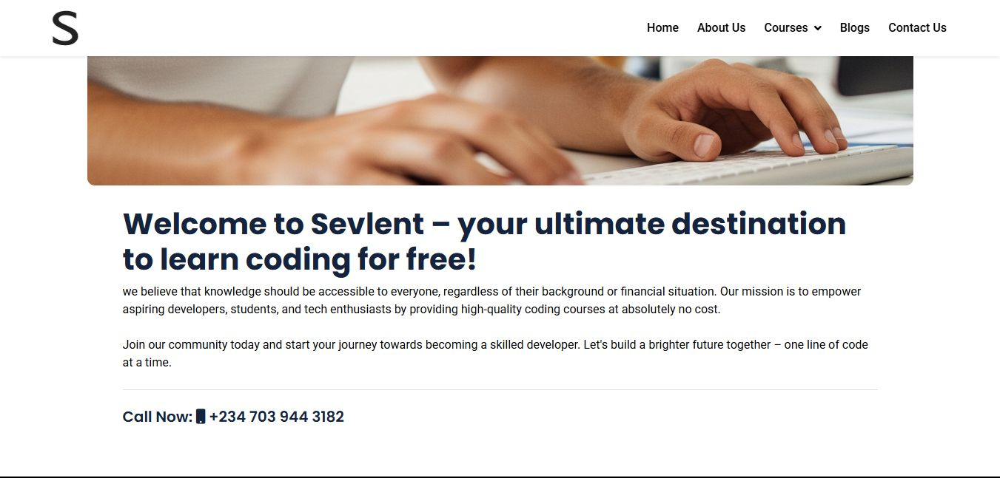 S
Home About Us Courses Blogs Contact Us
Welcome to Sevlent – your ultimate destination
to learn coding for free!
we believe that knowledge should be accessible to everyone, regardless of their background or financial situation. Our mission is to empower
aspiring developers, students, and tech enthusiasts by providing high-quality coding courses at absolutely no cost.
Join our community today and start your journey towards becoming a skilled developer. Let's build a brighter future together – one line of code
at a time.
Call Now: +234 703 944 3182